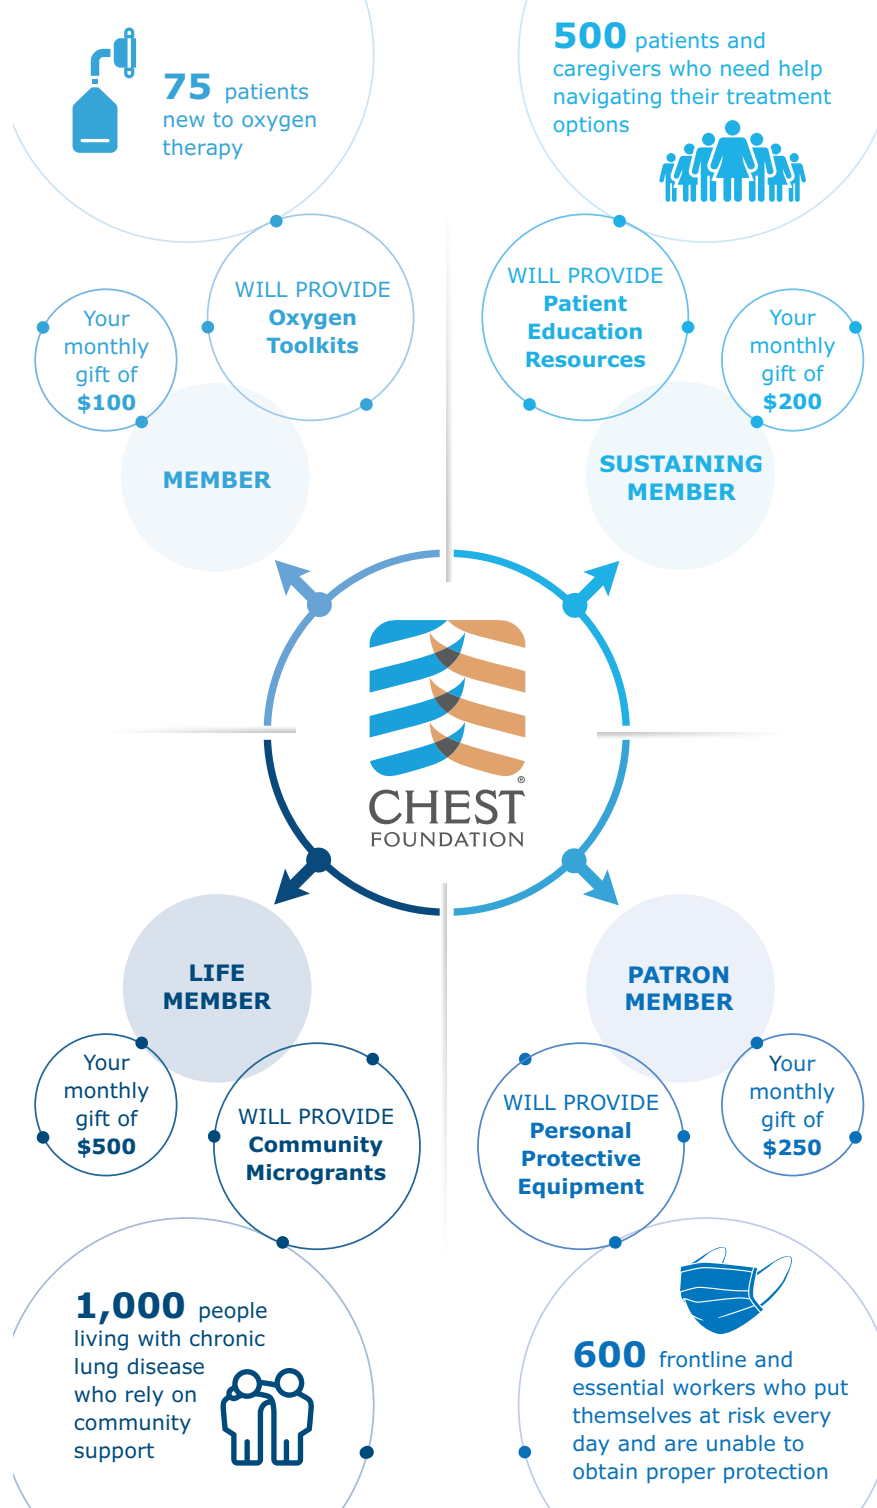 75 patients
new to oxygen
therapy
WILL PROVIDE
Oxygen
Toolkits
Your
monthly
gift of
$100
MEMBER
500 patients and
caregivers who need help
navigating their treatment
options
WILL PROVIDE
Patient
Education
Resources
Your
monthly
gift of
$200
SUSTAINING
MEMBER
CHEST®
FOUNDATION
LIFE
MEMBER
Your
monthly
gift of
$500
WILL PROVIDE
Community
Microgrants
1,000 people
living with chronic
lung disease
who rely on
community
support
PATRON
MEMBER
WILL PROVIDE
Personal
Protective
Equipment
Your
monthly
gift of
$250
600 frontline and
essential workers who put
themselves at risk every
day and are unable to
obtain proper protection